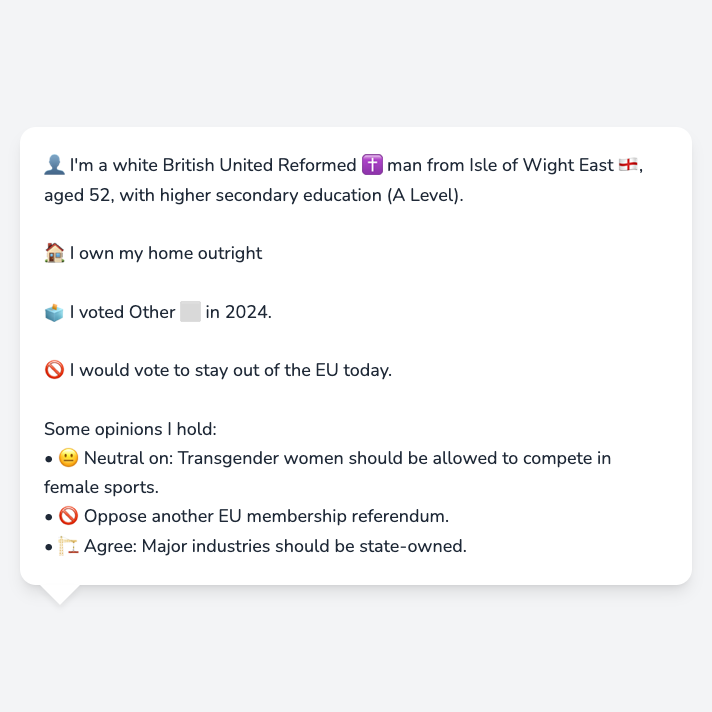 👤 I'm a white British United Reformed ✝️ man from Isle of Wight East 🏴󠁧󠁢󠁥󠁮󠁧󠁿,
aged 52, with higher secondary education (A Level).
🏠 I own my home outright
🗳️ I voted Other ⬜ in 2024.
🚫 I would vote to stay out of the EU today.
Some opinions I hold:
• 😐 Neutral on: Transgender women should be allowed to compete in
female sports.
• 🚫 Oppose another EU membership referendum.
• 🏗️ Agree: Major industries should be state-owned.